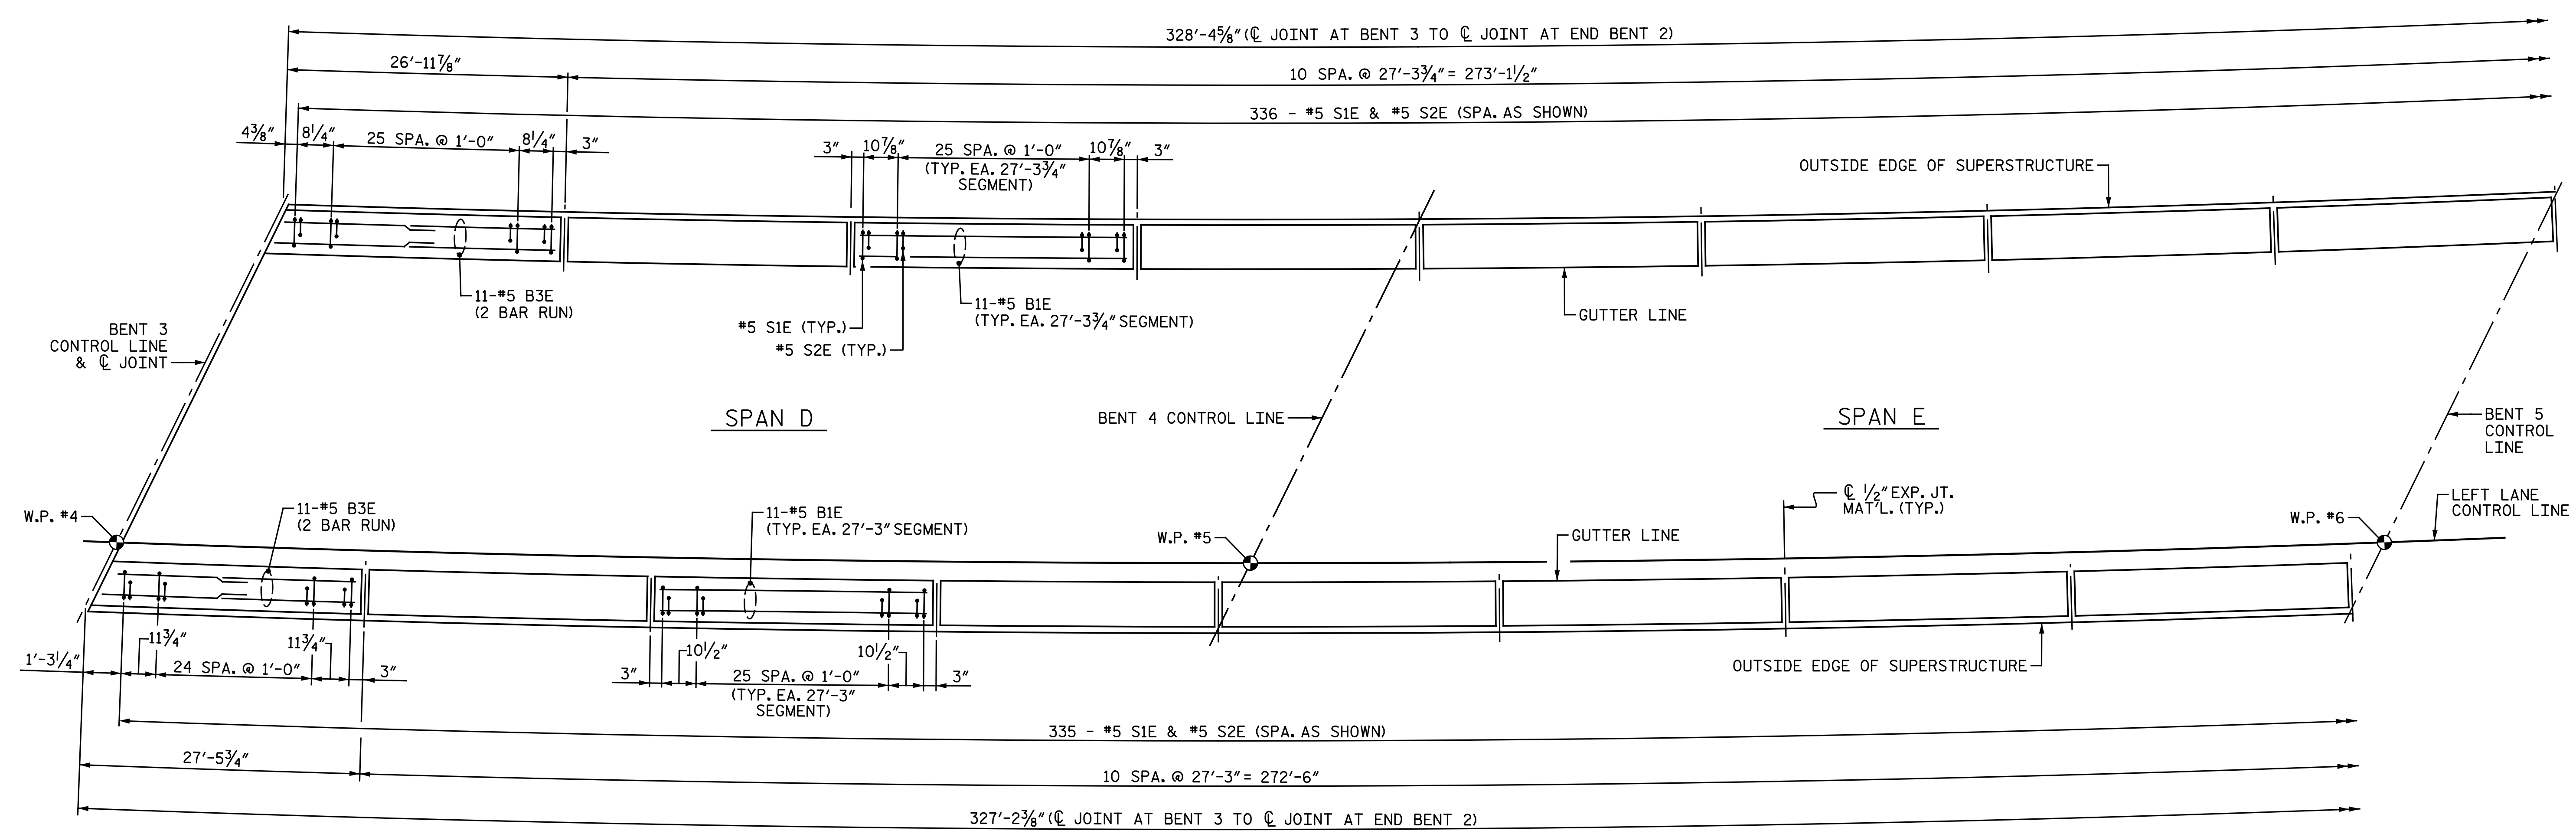 328'-4⅝" (℄ JOINT AT BENT 3 TO ℄ JOINT AT END BENT 2)
26'-11⅞"
10 SPA. @ 27'-3¾" = 273'-1½"
336 - #5 S1E & #5 S2E (SPA. AS SHOWN)
4⅜"
8¼"
25 SPA. @ 1'-0"
8¼"
3"
3"
10⅞"
25 SPA. @ 1'-0"
(TYP. EA. 27'-3¾"
SEGMENT)
10⅞"
3"
OUTSIDE EDGE OF SUPERSTRUCTURE
11-#5 B3E
(2 BAR RUN)
#5 S1E (TYP.)
#5 S2E (TYP.)
11-#5 B1E
(TYP. EA. 27'-3¾" SEGMENT)
GUTTER LINE
BENT 3
CONTROL LINE
& ℄ JOINT
SPAN D
BENT 4 CONTROL LINE
SPAN E
BENT 5
CONTROL
LINE
W.P. #4
11-#5 B3E
(2 BAR RUN)
11-#5 B1E
(TYP. EA. 27'-3" SEGMENT)
W.P. #5
GUTTER LINE
℄ ½" EXP. JT.
MAT'L. (TYP.)
W.P. #6
LEFT LANE
CONTROL LINE
1'-3¼"
11¾"
24 SPA. @ 1'-0"
11¾"
3"
3"
10½"
25 SPA. @ 1'-0"
(TYP. EA. 27'-3"
SEGMENT)
10½"
3"
OUTSIDE EDGE OF SUPERSTRUCTURE
335 - #5 S1E & #5 S2E (SPA. AS SHOWN)
27'-5¾"
10 SPA. @ 27'-3" = 272'-6"
327'-2⅜" (℄ JOINT AT BENT 3 TO ℄ JOINT AT END BENT 2)